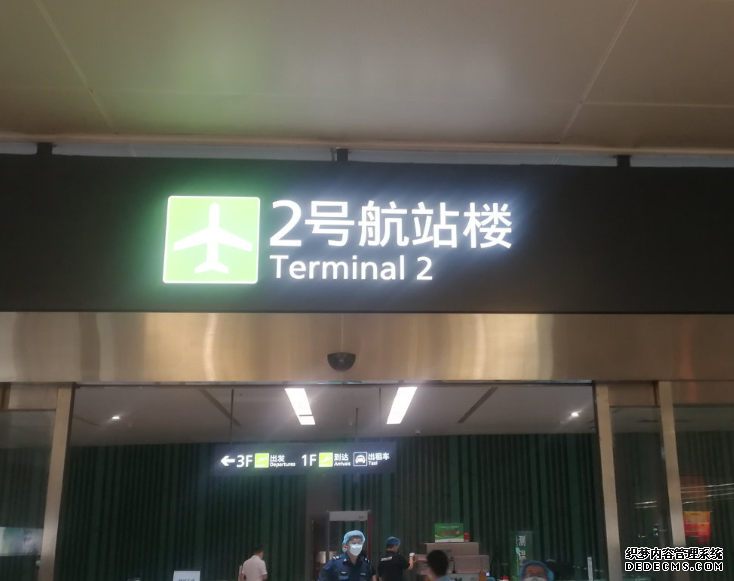 2号航站楼
Terminal 2
←3F 出发 Departures 1F 到达 Arrivals 出租车 Taxi
织梦内容管理系统
DEDECMS.COM